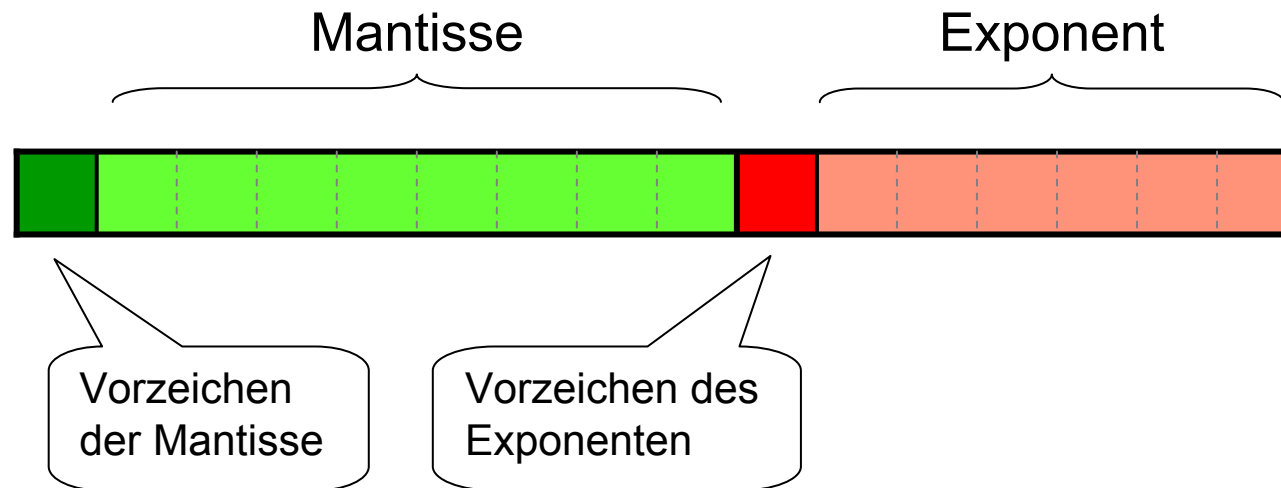 Mantisse
Exponent
Vorzeichen
der Mantisse
Vorzeichen des
Exponenten